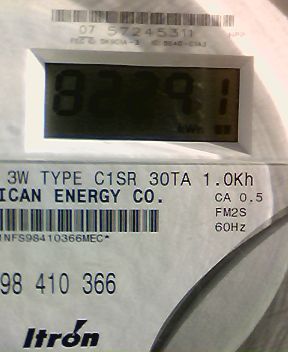 07 57245311
82291
kWh
3W TYPE C1SR 30TA 1.0Kh
ICAN ENERGY CO.
CA 0.5
FM2S
60Hz
NFS98410366MEC*
98 410 366
Itron